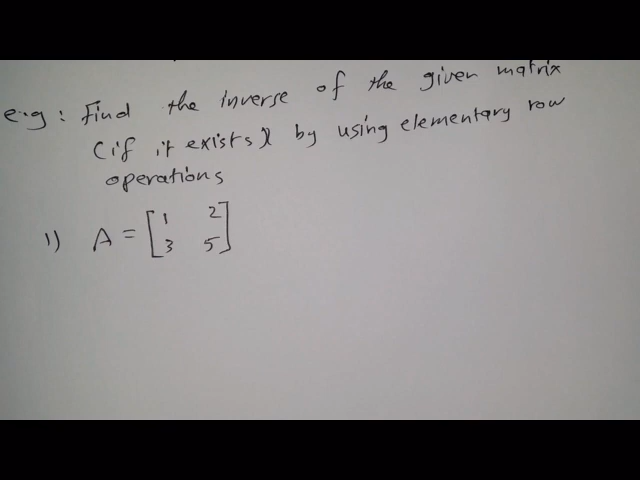 e.g : Find the inverse of the given matrix
(if it exists) by using elementary row
operations
1) A = [1 2
3 5]